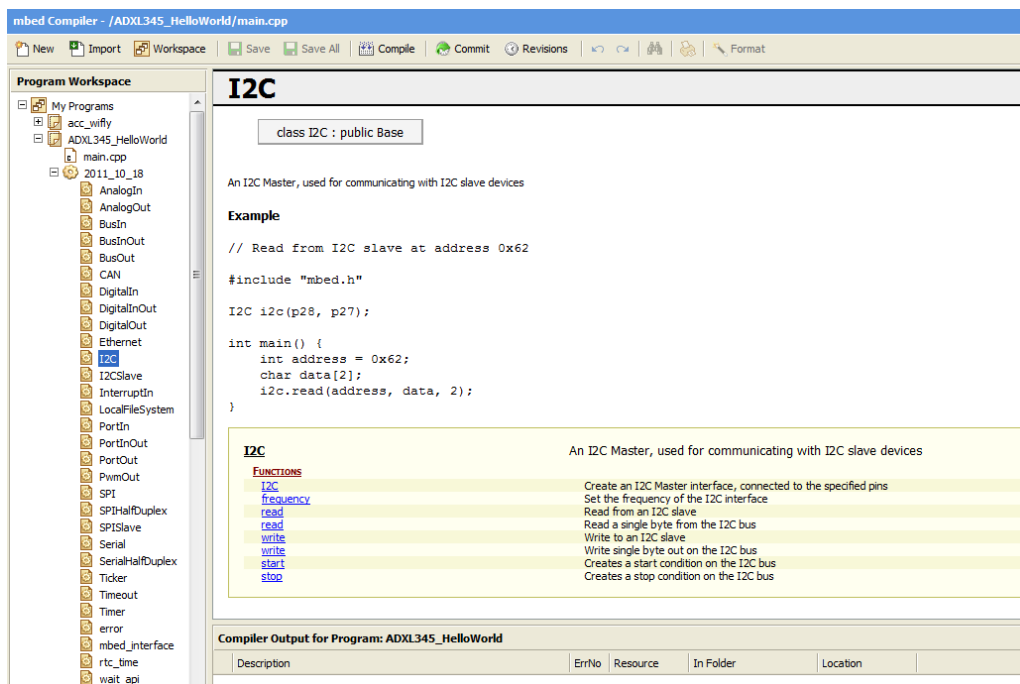 mbed Compiler - /ADXL345_HelloWorld/main.cpp
New Import Workspace Save Save All Compile Commit Revisions Format
Program Workspace
My Programs
acc_wifly
ADXL345_HelloWorld
main.cpp
2011_10_18
AnalogIn
AnalogOut
BusIn
BusInOut
BusOut
CAN
DigitalIn
DigitalInOut
DigitalOut
Ethernet
I2C
I2CSlave
InterruptIn
LocalFileSystem
PortIn
PortInOut
PortOut
PwmOut
SPI
SPIHalfDuplex
SPISlave
Serial
SerialHalfDuplex
Ticker
Timeout
Timer
error
mbed_interface
rtc_time
wait_api
I2C
class I2C : public Base
An I2C Master, used for communicating with I2C slave devices
Example
// Read from I2C slave at address 0x62
#include "mbed.h"
I2C i2c(p28, p27);
int main() {
int address = 0x62;
char data[2];
i2c.read(address, data, 2);
}
I2C An I2C Master, used for communicating with I2C slave devices
FUNCTIONS
I2C Create an I2C Master interface, connected to the specified pins
frequency Set the frequency of the I2C interface
read Read from an I2C slave
read Read a single byte from the I2C bus
write Write to an I2C slave
write Write single byte out on the I2C bus
start Creates a start condition on the I2C bus
stop Creates a stop condition on the I2C bus
Compiler Output for Program: ADXL345_HelloWorld
Description ErrNo Resource In Folder Location